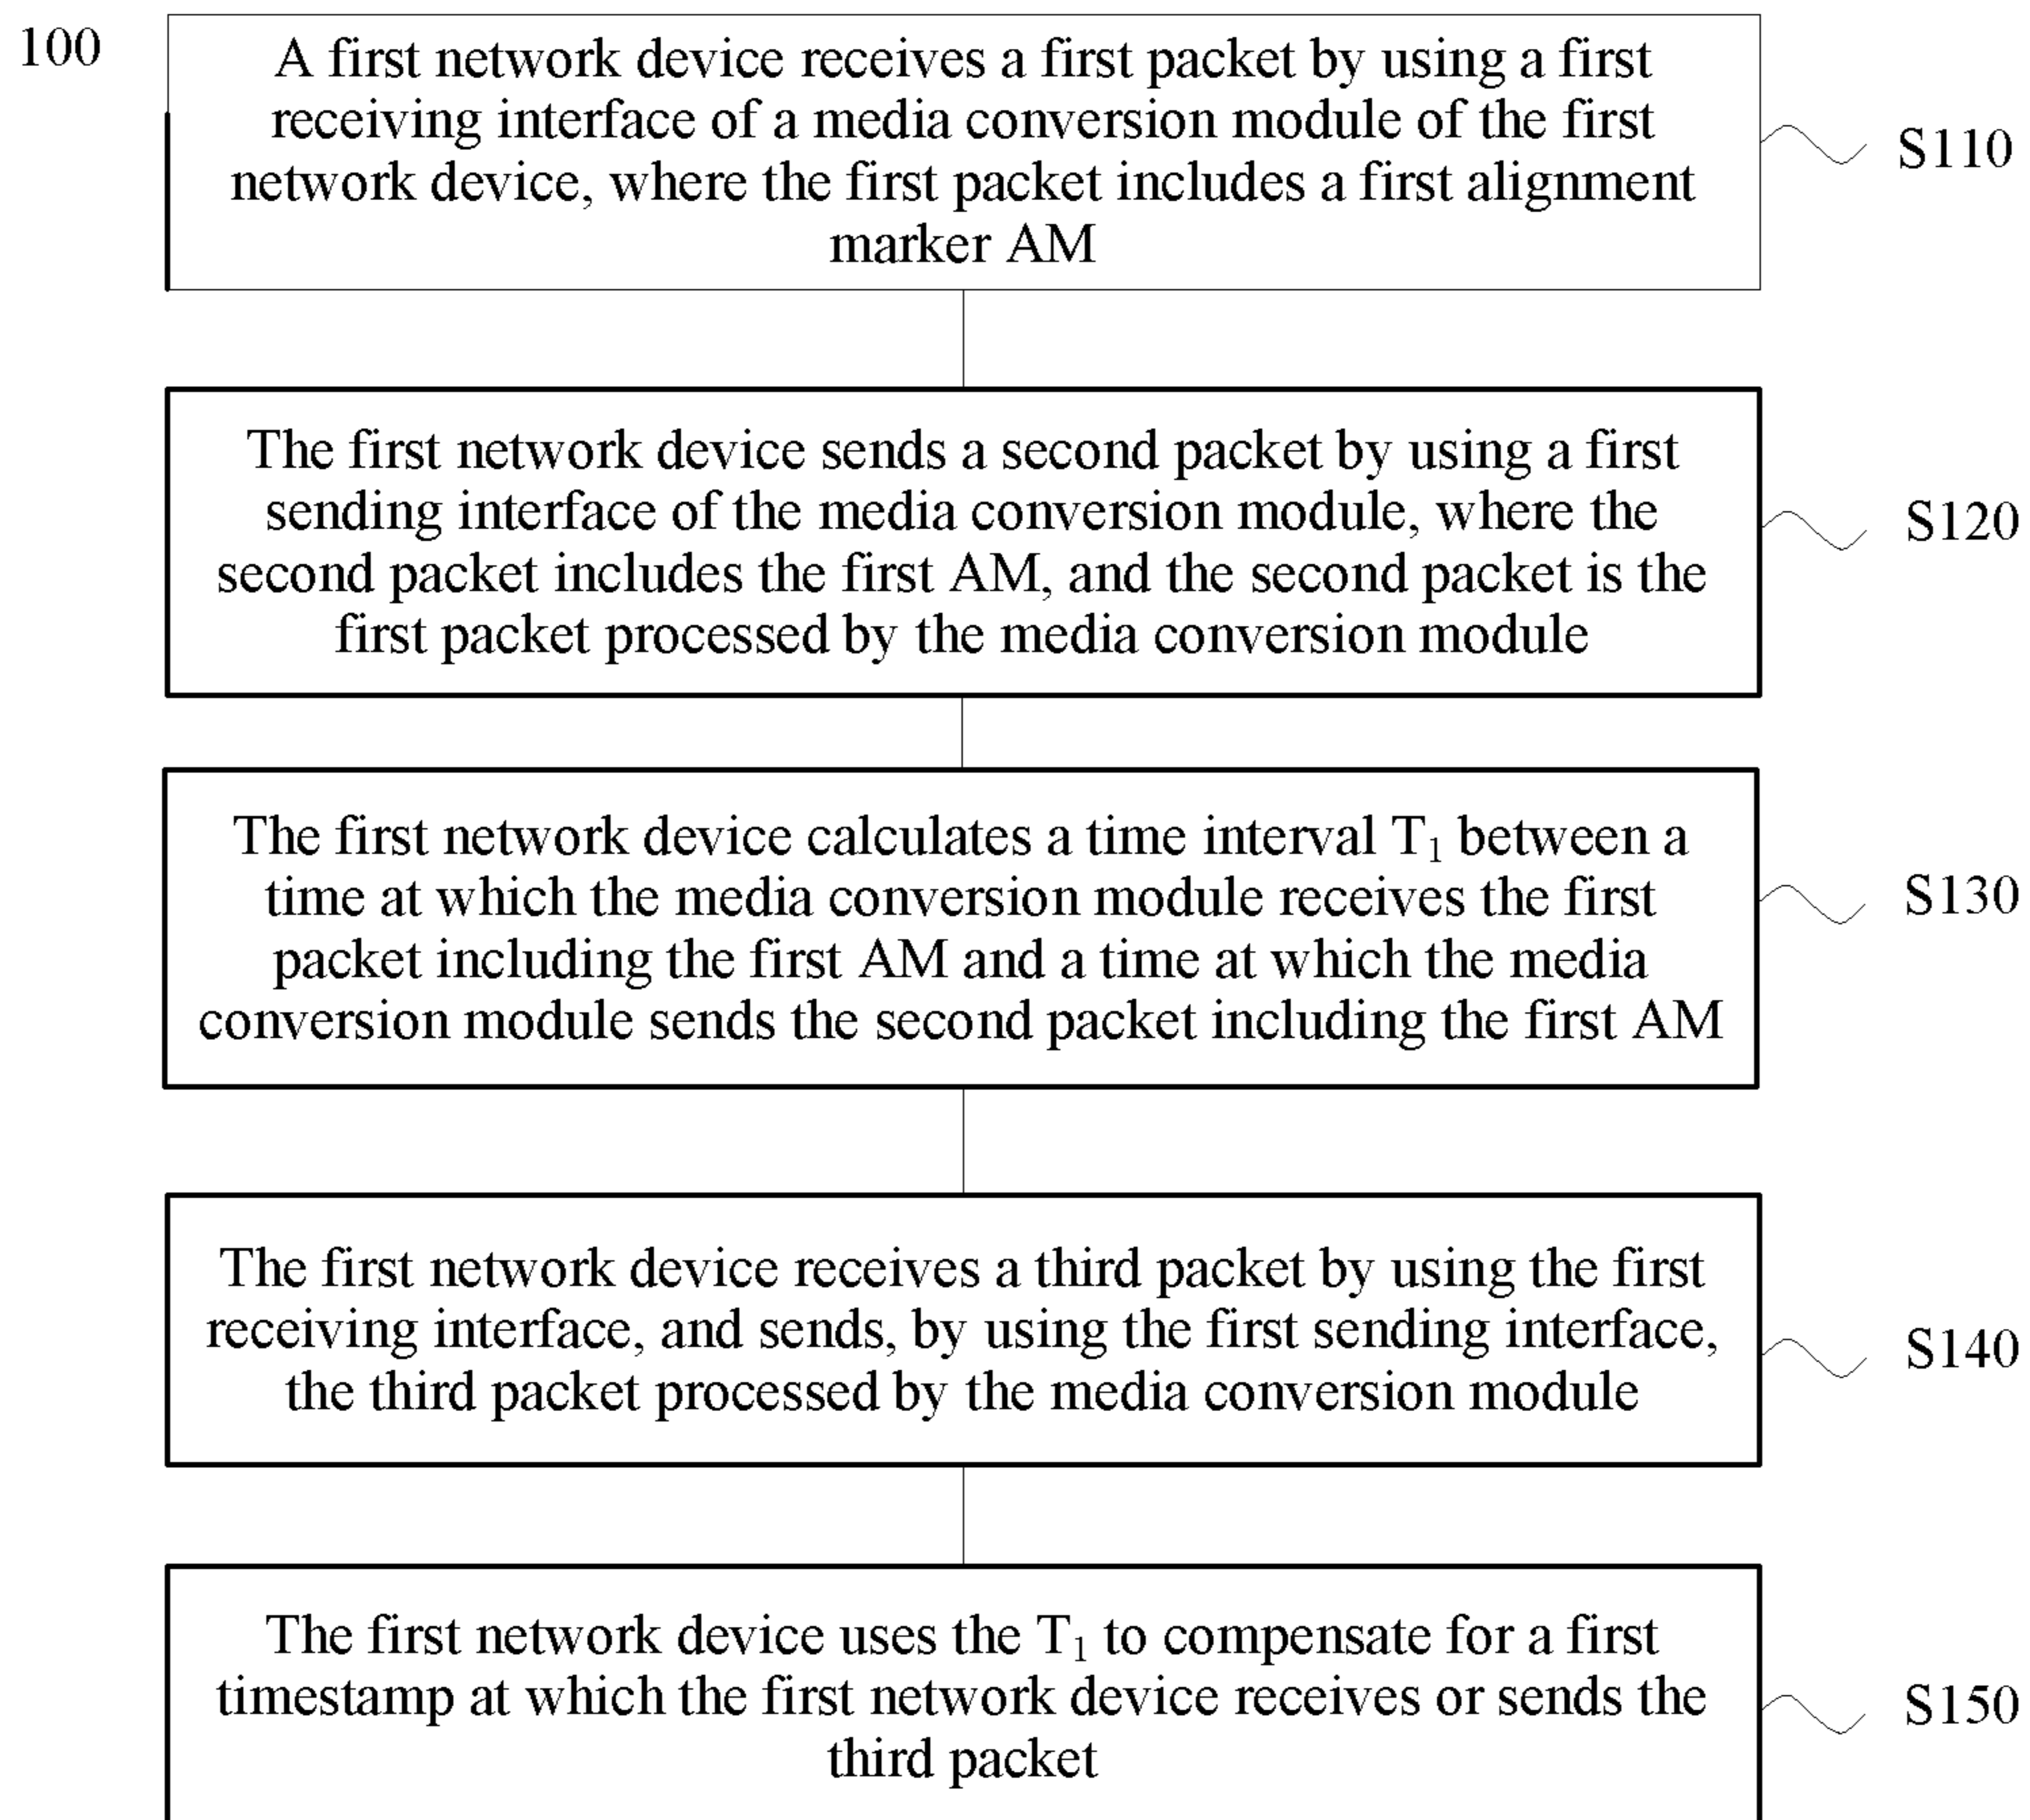 100
A first network device receives a first packet by using a first
receiving interface of a media conversion module of the first
network device, where the first packet includes a first alignment
marker AM
S110
The first network device sends a second packet by using a first
sending interface of the media conversion module, where the
second packet includes the first AM, and the second packet is the
first packet processed by the media conversion module
S120
The first network device calculates a time interval T₁ between a
time at which the media conversion module receives the first
packet including the first AM and a time at which the media
conversion module sends the second packet including the first AM
S130
The first network device receives a third packet by using the first
receiving interface, and sends, by using the first sending interface,
the third packet processed by the media conversion module
S140
The first network device uses the T₁ to compensate for a first
timestamp at which the first network device receives or sends the
third packet
S150